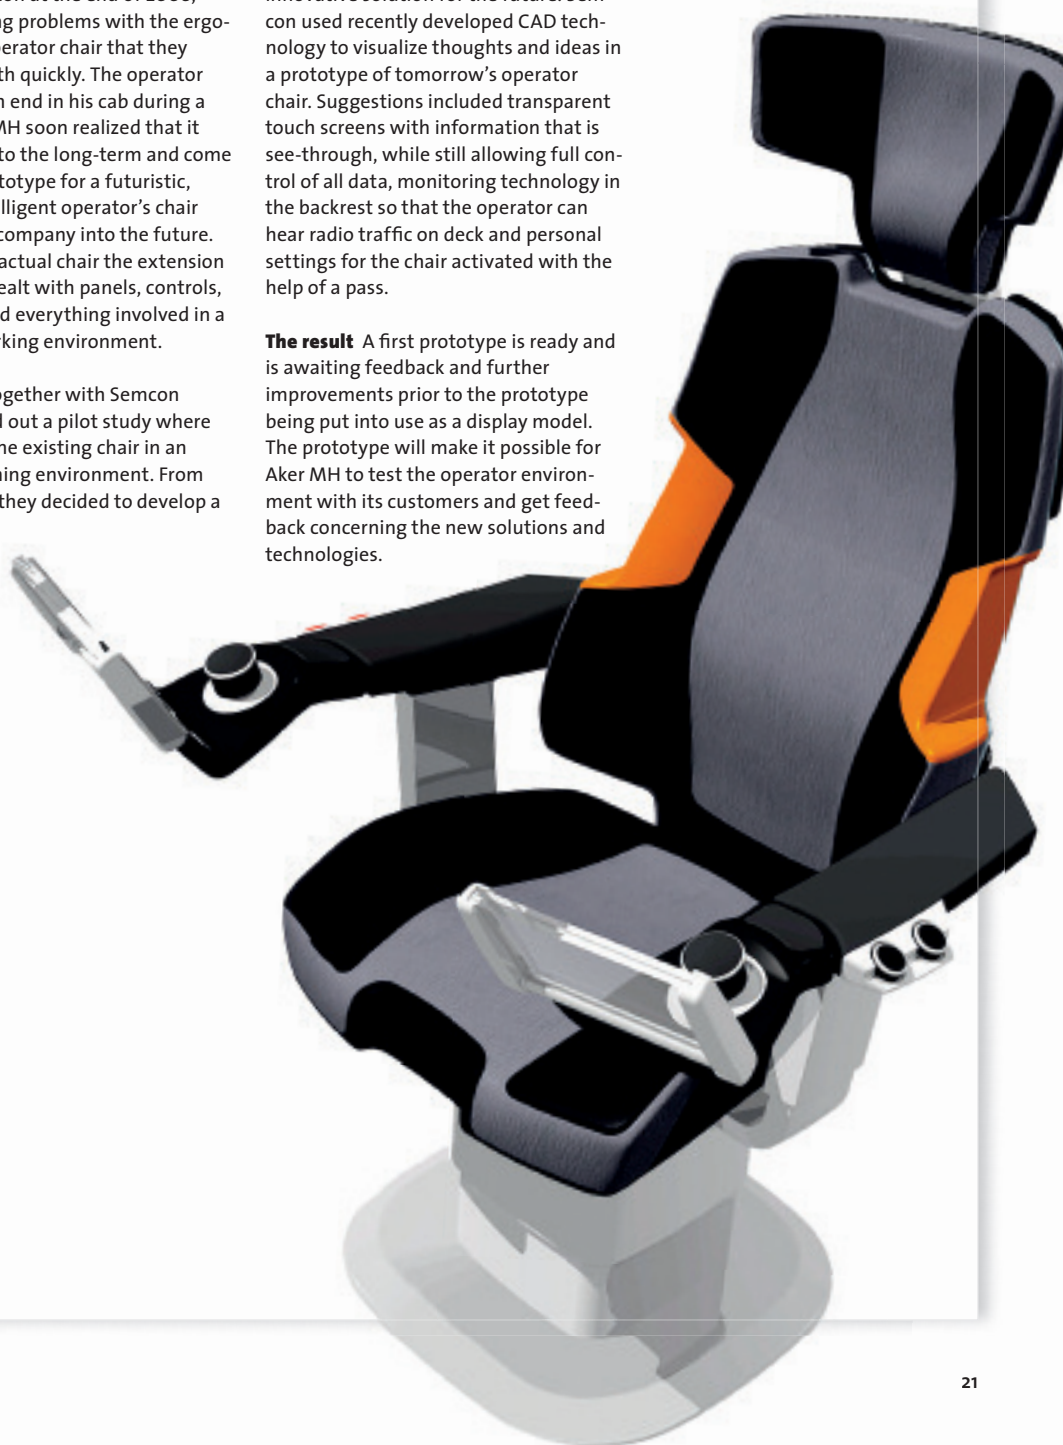 ng problems with the ergo-
erator chair that they
th quickly. The operator
n end in his cab during a
MH soon realized that it
to the long-term and come
totype for a futuristic,
lligent operator's chair
company into the future.
actual chair the extension
ealt with panels, controls,
d everything involved in a
rking environment.
ogether with Semcon
d out a pilot study where
he existing chair in an
ning environment. From
they decided to develop a
innovative solution for the future. Sem-
con used recently developed CAD tech-
nology to visualize thoughts and ideas in
a prototype of tomorrow's operator
chair. Suggestions included transparent
touch screens with information that is
see-through, while still allowing full con-
trol of all data, monitoring technology in
the backrest so that the operator can
hear radio traffic on deck and personal
settings for the chair activated with the
help of a pass.
The result A first prototype is ready and
is awaiting feedback and further
improvements prior to the prototype
being put into use as a display model.
The prototype will make it possible for
Aker MH to test the operator environ-
ment with its customers and get feed-
back concerning the new solutions and
technologies.
21